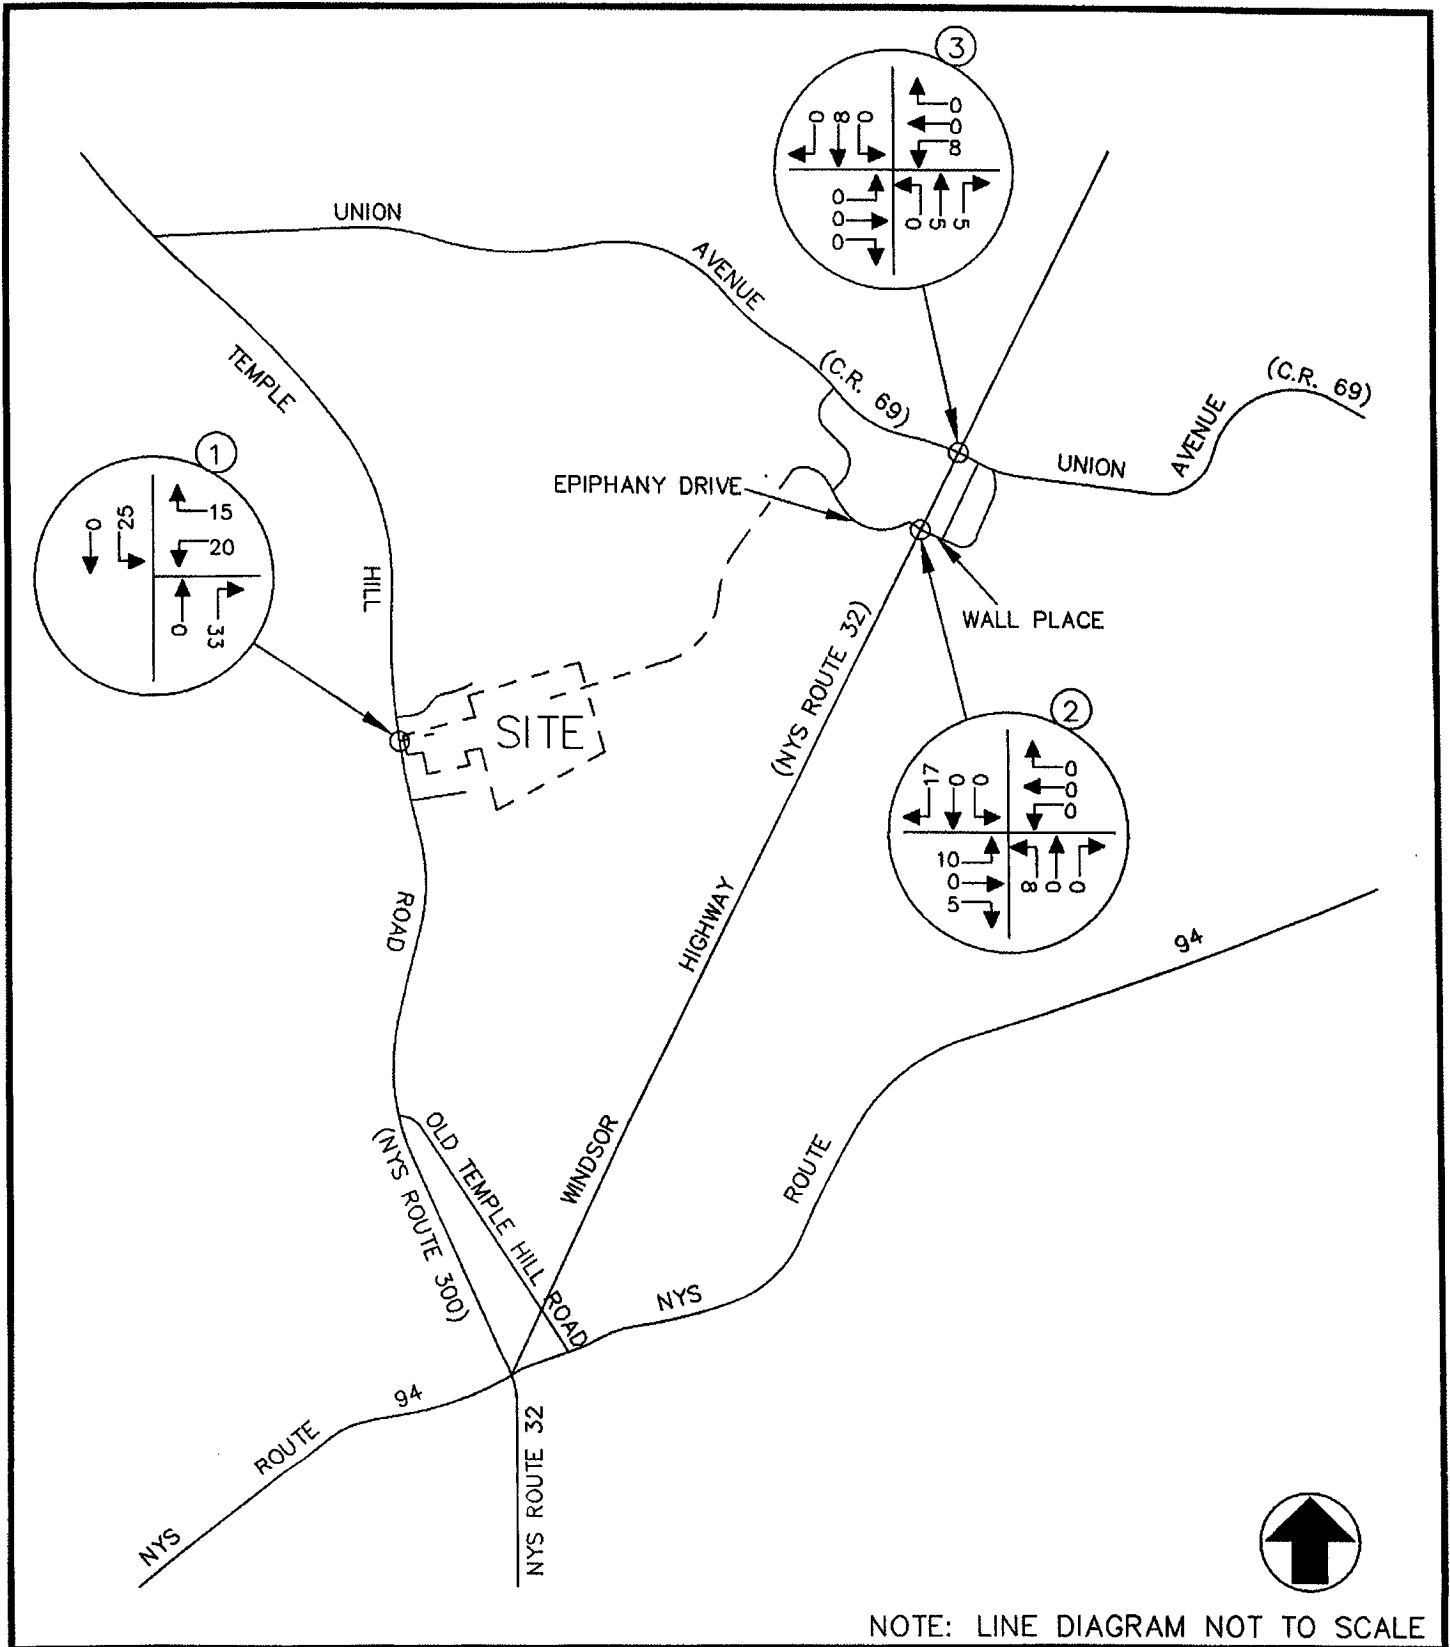 3
0
0
8
0 8 0
0
0
0
0 5 5
UNION
AVENUE
(C.R. 69)
(C.R. 69)
TEMPLE
AVENUE
UNION
1
EPIPHANY DRIVE
15
20
0 25
0 33
HILL
WALL PLACE
(NYS ROUTE 32)
SITE
2
0
0
0
17 0 0
10
0
5
8 0 0
HIGHWAY
ROAD
94
OLD TEMPLE HILL ROAD
(NYS ROUTE 300)
WINDSOR
ROUTE
NYS
94
ROUTE
NYS
NYS ROUTE 32
NOTE: LINE DIAGRAM NOT TO SCALE